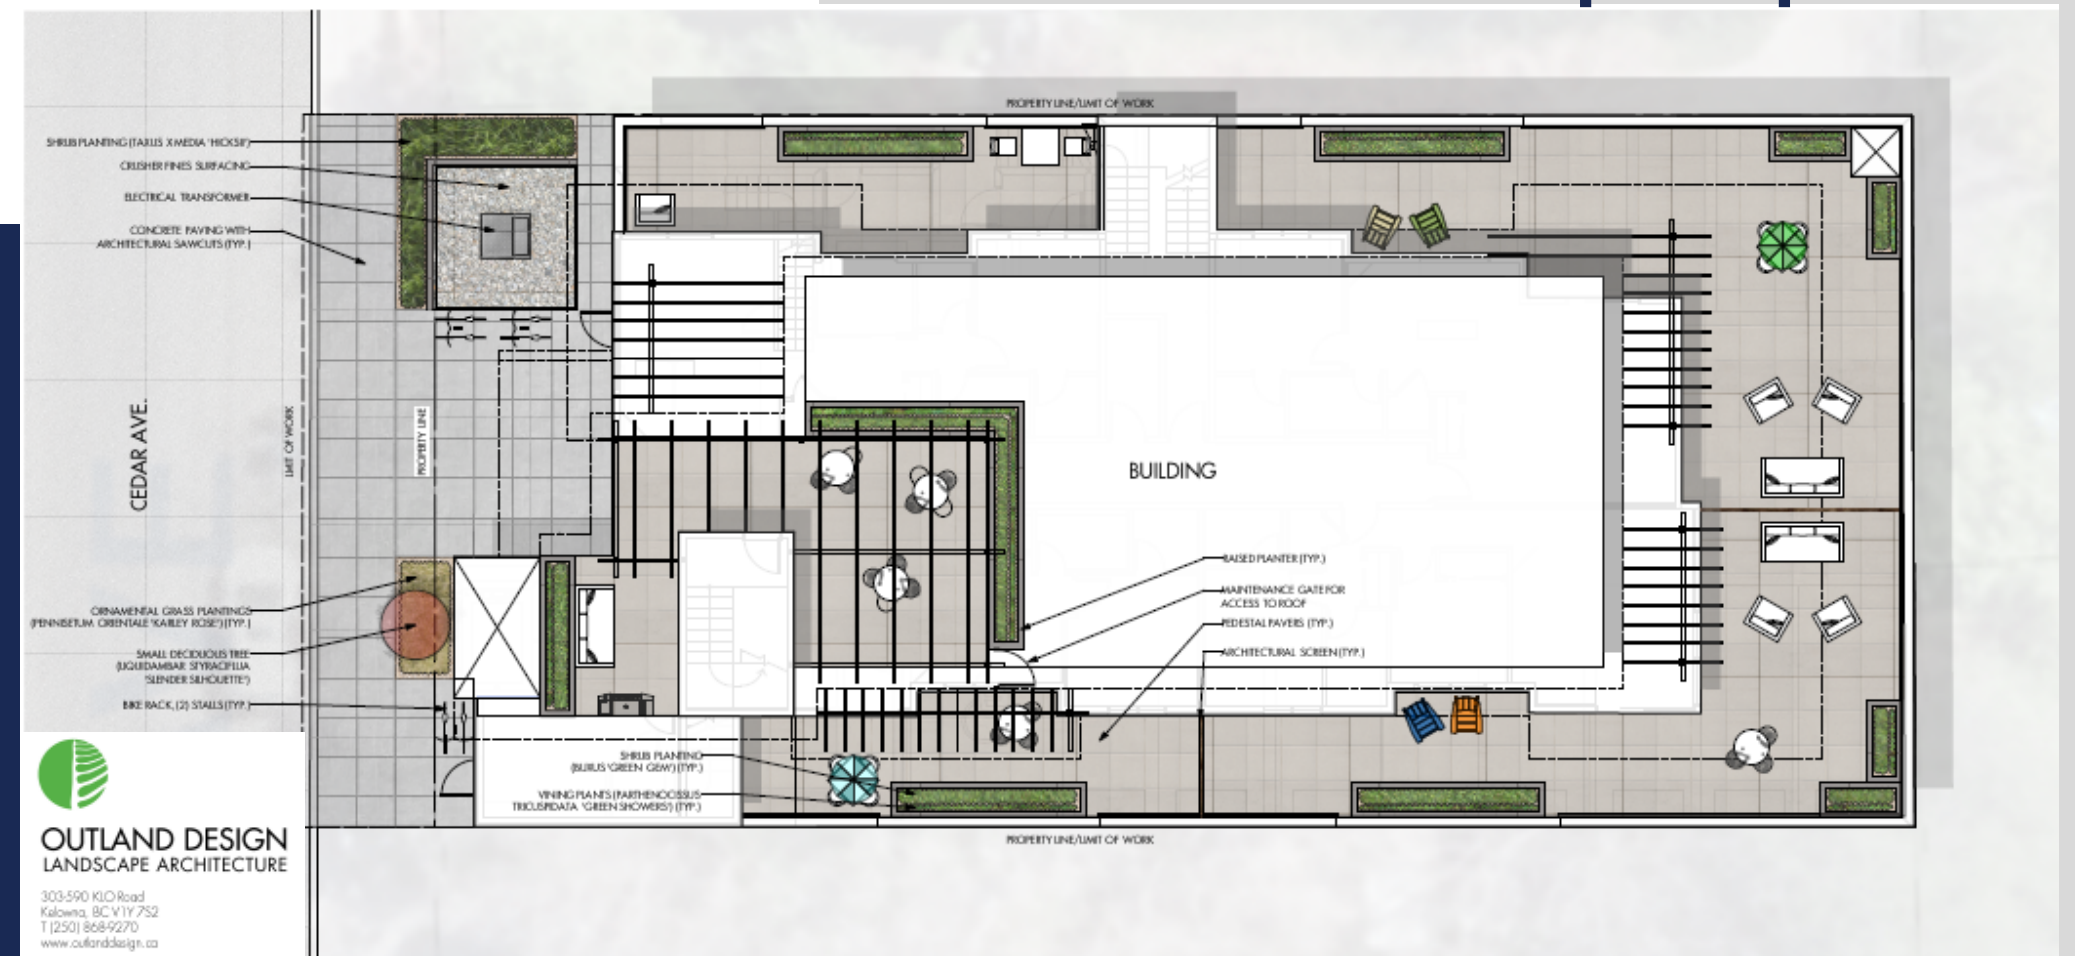 PROPERTY LINE/LIMIT OF WORK
SHRUB PLANTING (TAXUS X MEDIA 'HICKSII')
CRUSHER FINES SURFACING
ELECTRICAL TRANSFORMER
CONCRETE PAVING WITH
ARCHITECTURAL SAWCUTS (TYP.)
CEDAR AVE.
LIMIT OF WORK
PROPERTY LINE
BUILDING
RAISED PLANTER (TYP.)
MAINTENANCE GATE FOR
ACCESS TO ROOF
PEDESTAL PAVERS (TYP.)
ARCHITECTURAL SCREEN (TYP.)
ORNAMENTAL GRASS PLANTINGS
(PENNISETUM ORIENTALE 'KARLEY ROSE') (TYP.)
SMALL DECIDUOUS TREE
(LIQUIDAMBAR STYRACIFLUA
'SLENDER SILHOUETTE')
BIKE RACK, (2) STALLS (TYP.)
SHRUB PLANTING
(BUXUS 'GREEN GEM') (TYP.)
VINING PLANTS (PARTHENOCISSUS
TRICUSPIDATA 'GREEN SHOWERS') (TYP.)
PROPERTY LINE/LIMIT OF WORK
OUTLAND DESIGN
LANDSCAPE ARCHITECTURE
303-590 KLO Road
Kelowna, BC V1Y 7S2
T (250) 868-9270
www.outlanddesign.ca